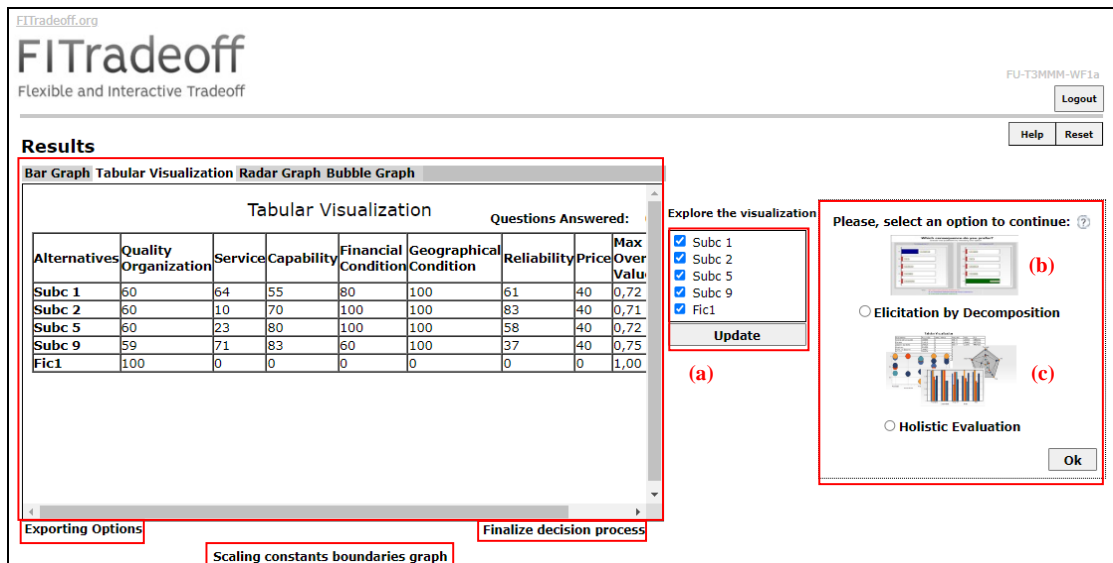 FITradeoff.org
FITradeoff
Flexible and Interactive Tradeoff
FU-T3MMM-WF1a
Logout
Help Reset
Results
Bar Graph Tabular Visualization Radar Graph Bubble Graph
Tabular Visualization
Questions Answered:
Alternatives Quality Organization Service Capability Financial Condition Geographical Condition Reliability Price Max Over Valu
Subc 1 60 64 55 80 100 61 40 0,72
Subc 2 60 10 70 100 100 83 40 0,71
Subc 5 60 23 80 100 100 58 40 0,72
Subc 9 59 71 83 60 100 37 40 0,75
Fic1 100 0 0 0 0 0 0 1,00
Explore the visualization
Subc 1
Subc 2
Subc 5
Subc 9
Fic1
Update
(a)
Please, select an option to continue: ?
(b)
Elicitation by Decomposition
(c)
Holistic Evaluation
Ok
Exporting Options
Finalize decision process
Scaling constants boundaries graph